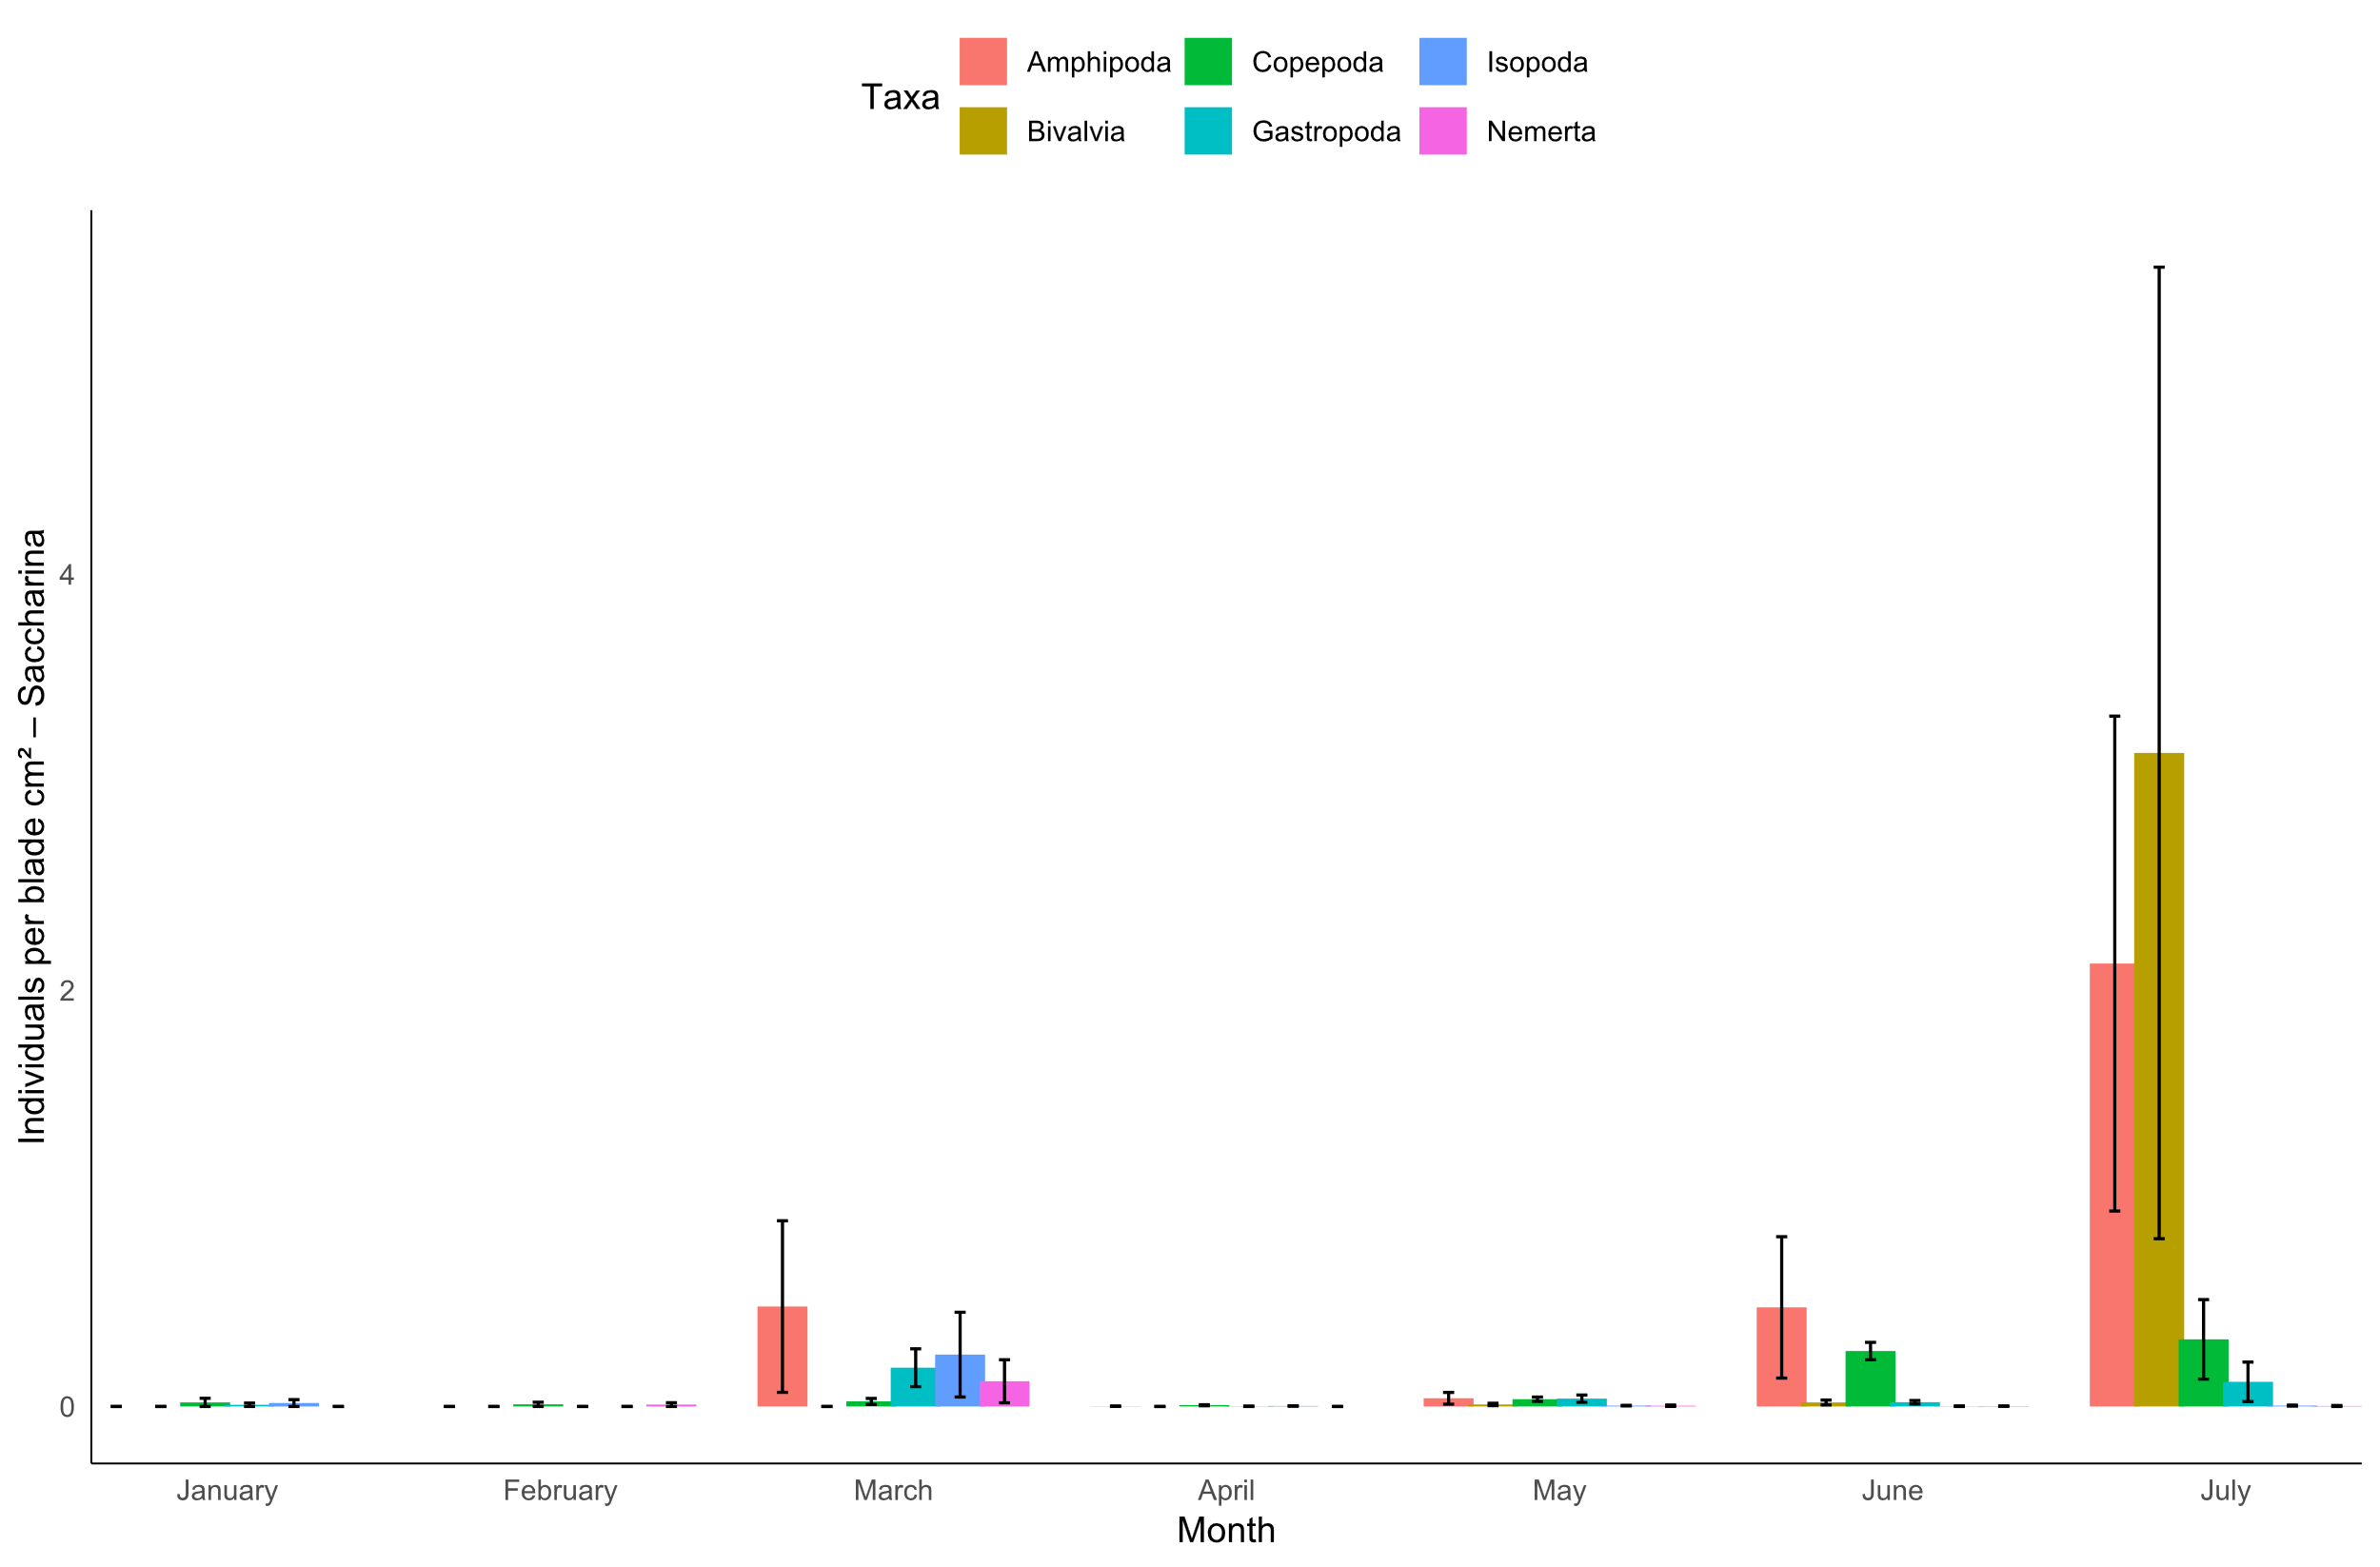 Taxa
Amphipoda
Copepoda
Isopoda
Bivalvia
Gastropoda
Nemerta
Individuals per blade cm² – Saccharina
4
2
0
January
February
March
April
May
June
July
Month